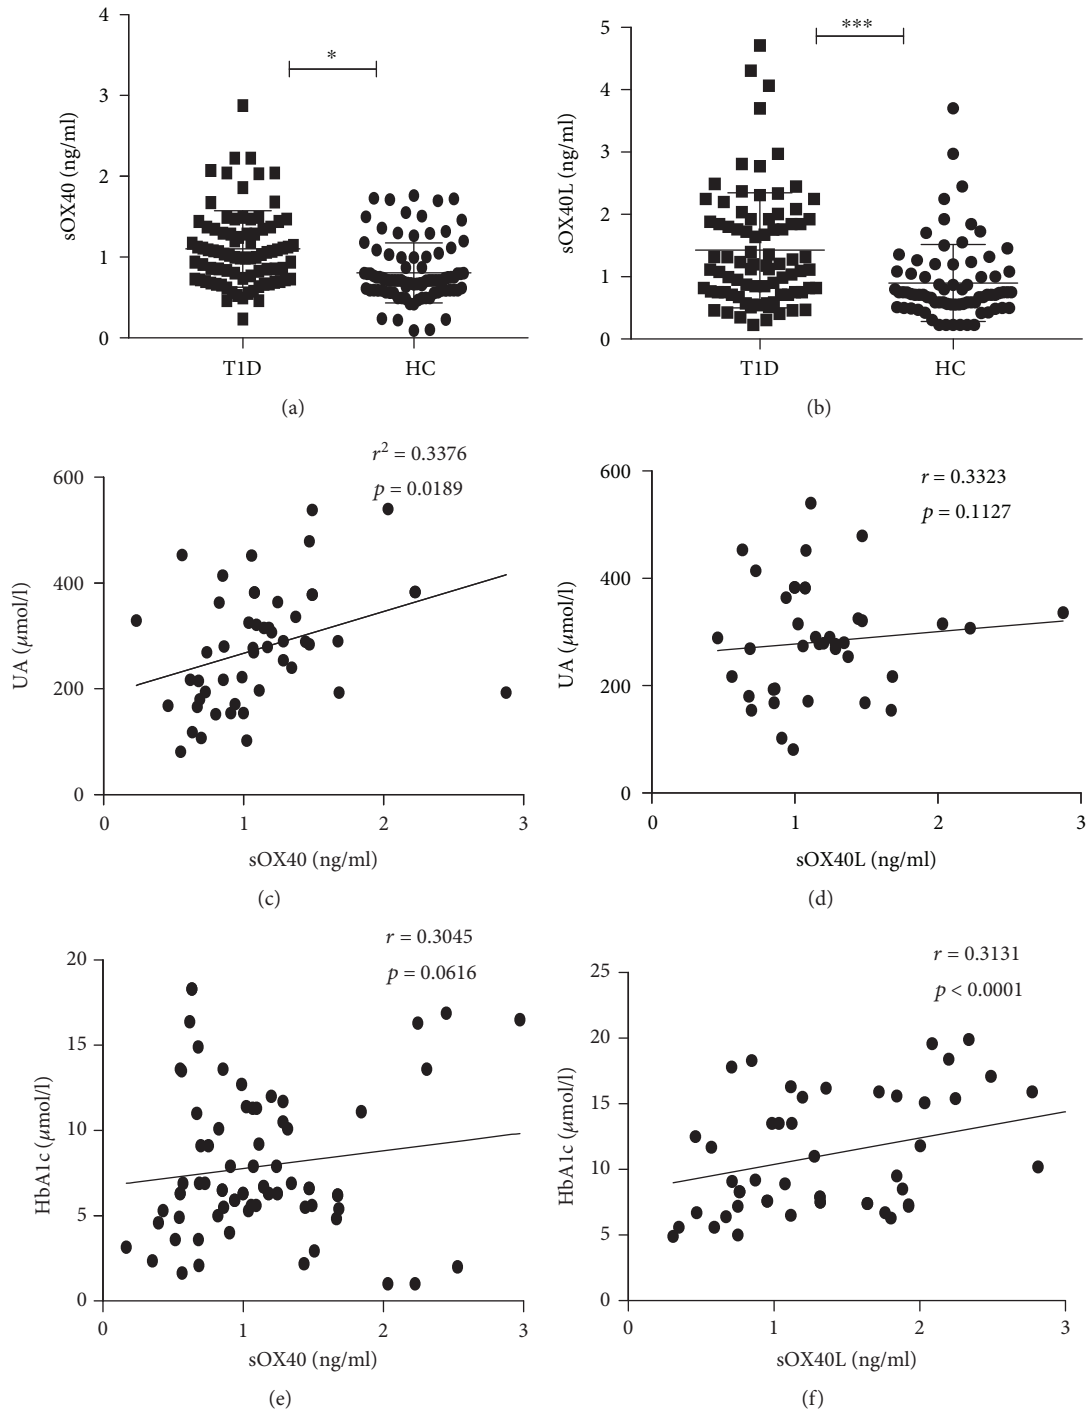 4
3
2
1
0
sOX40 (ng/ml)
*
T1D HC
(a)
5
4
3
2
1
0
sOX40L (ng/ml)
***
T1D HC
(b)
r² = 0.3376
p = 0.0189
600
400
200
0
UA (μmol/l)
0 1 2 3
sOX40 (ng/ml)
(c)
r = 0.3323
p = 0.1127
600
400
200
0
UA (μmol/l)
0 1 2 3
sOX40L (ng/ml)
(d)
r = 0.3045
p = 0.0616
20
15
10
5
0
HbA1c (μmol/l)
0 1 2 3
sOX40 (ng/ml)
(e)
r = 0.3131
p < 0.0001
25
20
15
10
5
0
HbA1c (μmol/l)
0 1 2 3
sOX40L (ng/ml)
(f)